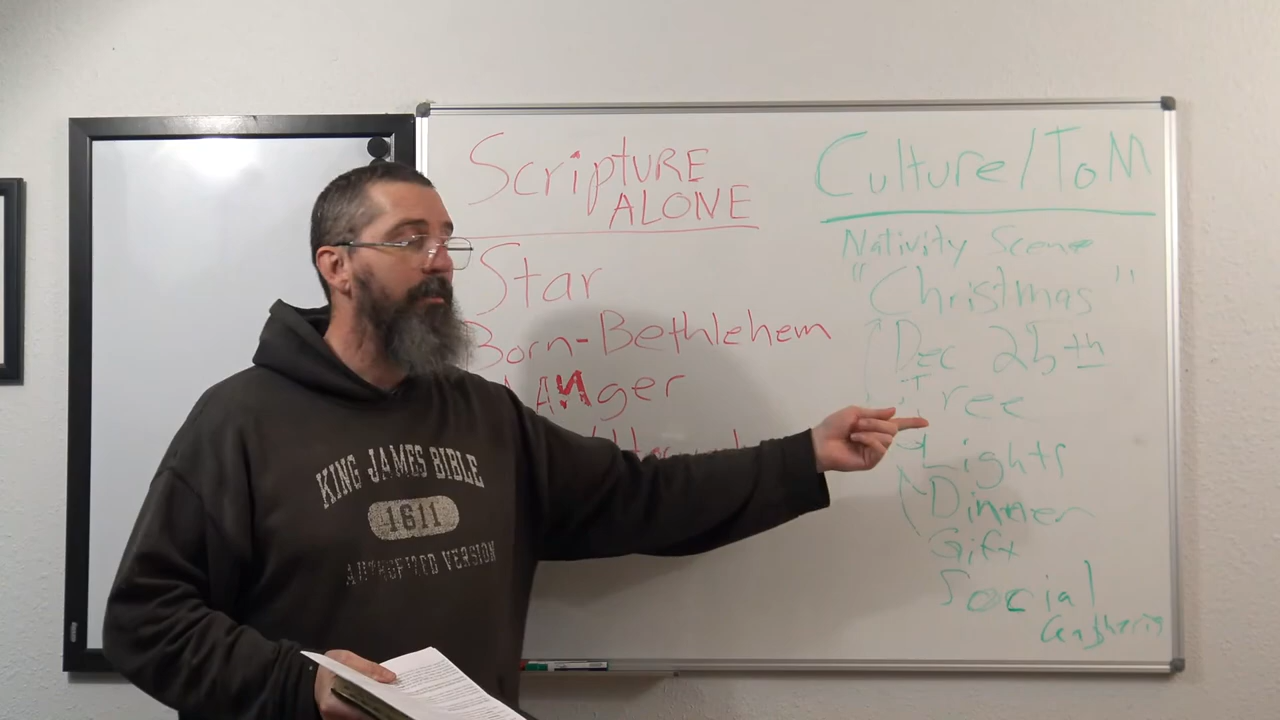 Scripture
ALONE
Star
Born-Bethlehem
MANger
Culture/ToM
Nativity Scene
"Christmas"
Dec 25th
Tree
Lights
Dinner
Gift
Social
KING JAMES BIBLE
1611
AUTHORIZED VERSION